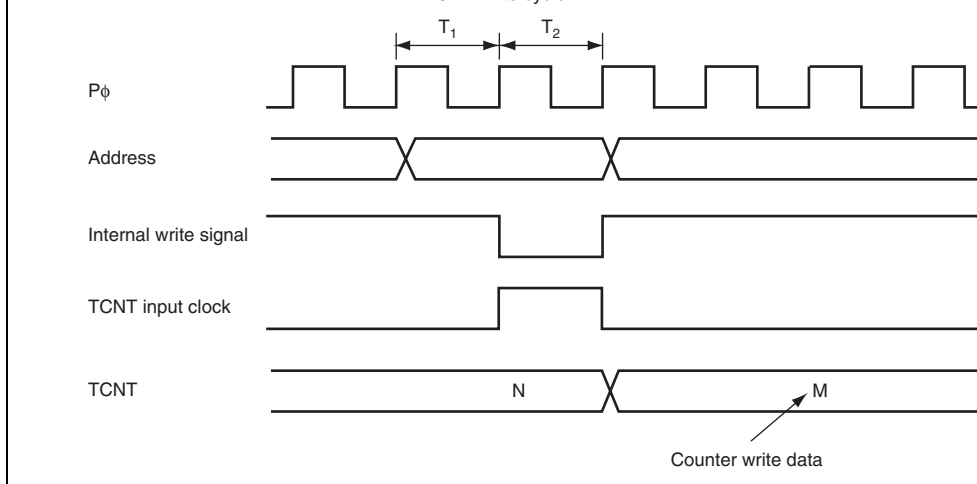 T1 T2
Pϕ
Address
Internal write signal
TCNT input clock
TCNT N M
Counter write data